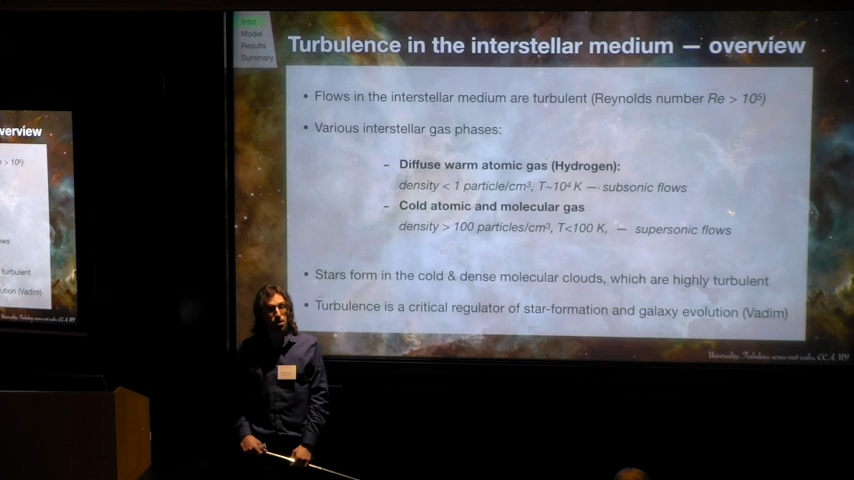 Intro
Model
Results
Summary
Turbulence in the interstellar medium — overview
• Flows in the interstellar medium are turbulent (Reynolds number Re > 10⁵)
• Various interstellar gas phases:
– Diffuse warm atomic gas (Hydrogen):
density < 1 particle/cm³, T~10⁴ K — subsonic flows
– Cold atomic and molecular gas
density > 100 particles/cm³, T<100 K, — supersonic flows
• Stars form in the cold & dense molecular clouds, which are highly turbulent
• Turbulence is a critical regulator of star-formation and galaxy evolution (Vadim)
verview
> 10⁵)
ows
turbulent
ution (Vadim)